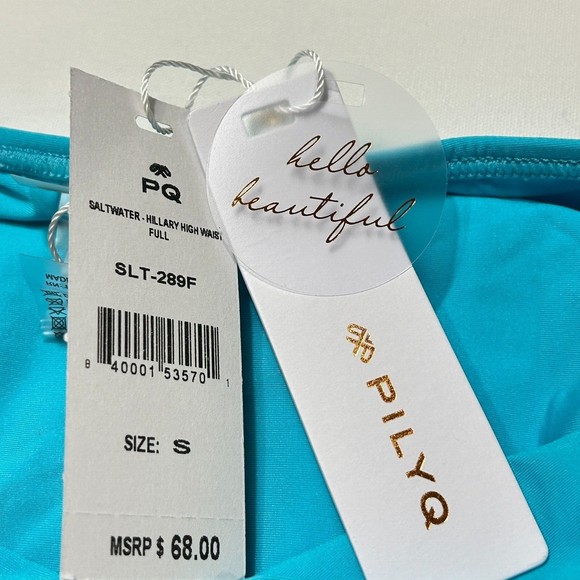 PQ
SALTWATER - HILLARY HIGH WAIST
FULL
SLT-289F
8 40001 53570 1
SIZE: S
MSRP $ 68.00
hello
beautiful
PILYQ